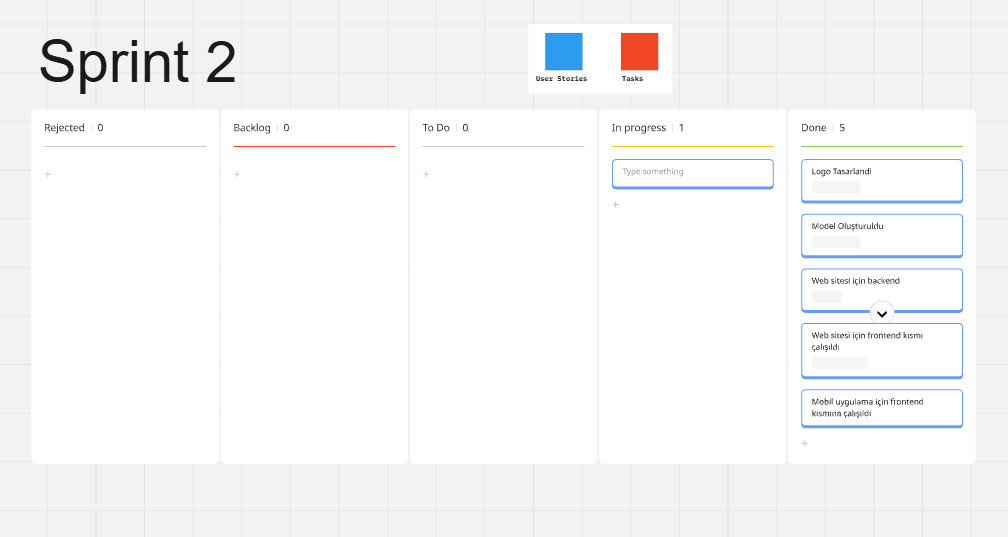 Sprint 2
User Stories
Tasks
Rejected | 0
Backlog | 0
To Do | 0
In progress | 1
Type something
Done | 5
Logo Tasarlandi
Model Oluşturuldu
Web sitesi için backend
Web sitesi için frontend kısmı
çalışıldı
Mobil uygulama için frontend
kısmına çalışıldı